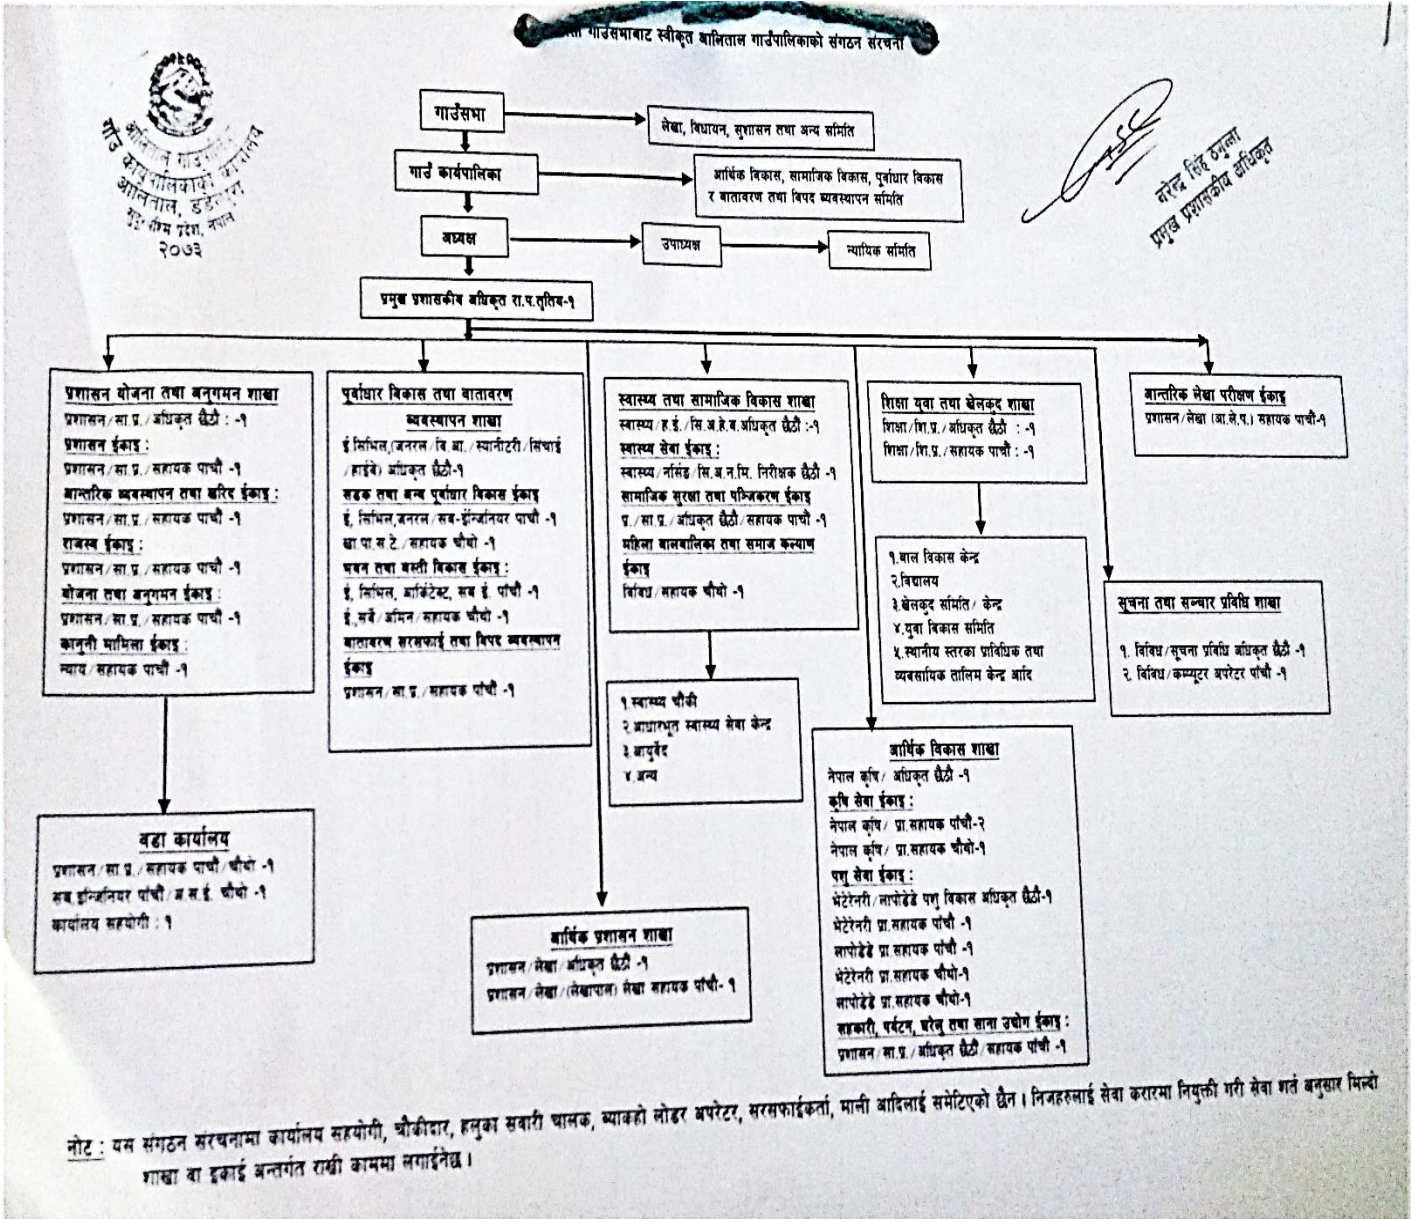 गाउँसभाबाट स्वीकृत आलिताल गाउँपालिकाको संगठन संरचना
आलिताल गाउँपालिका
गाउँ कार्यपालिकाको कार्यालय
आलिताल, डडेल्धुरा
प्रदेश, नेपाल
२०७३
नरेन्द्र सिंह ठगुन्ना
प्रमुख प्रशासकीय अधिकृत
गाउँसभा
लेखा, विधायन, सुशासन तथा अन्य समिति
गाउँ कार्यपालिका
आर्थिक विकास, सामाजिक विकास, पूर्वाधार विकास
र वातावरण तथा विपद व्यवस्थापन समिति
अध्यक्ष
उपाध्यक्ष
न्यायिक समिति
प्रमुख प्रशासकीय अधिकृत रा.प.तृतिय-१
प्रशासन योजना तथा अनुगमन शाखा
प्रशासन/सा.प्र./अधिकृत छैठौ : -१
प्रशासन ईकाइ :
प्रशासन/सा.प्र./सहायक पाचौ -१
आन्तरिक व्यवस्थापन तथा खरिद ईकाइ :
प्रशासन/सा.प्र./सहायक पाचौ -१
राजस्व ईकाइ :
प्रशासन/सा.प्र./सहायक पाचौ -१
योजना तथा अनुगमन ईकाइ :
प्रशासन/सा.प्र./सहायक पाचौ -१
कानुनी मामिला ईकाइ :
न्याय/सहायक पाचौ -१
वडा कार्यालय
प्रशासन/सा.प्र./सहायक पाचौ/चौथो -१
सब.इन्जिनियर पाँचौ/अ.स.ई. चौथो -१
कार्यालय सहयोगी : १
पूर्वाधार विकास तथा वातावरण
व्यवस्थापन शाखा
ई.सिभिल,/जनरल/बि.आ./स्यानीटरी/सिंचाई
/हाईवे) अधिकृत छैठौ-१
सडक तथा अन्य पूर्वाधार विकास ईकाइ
ई, सिभिल,जनरल/सब-ईन्जिनियर पाचौ -१
खा.पा.स.टे./सहायक चौथो -१
भवन तथा बस्ती विकास ईकाइ :
ई, सिभिल, आर्किटेक्ट, सब ई. पाँचौ -१
ई.,सर्वे/अमिन/सहायक चौथो -१
वातावरण सरसफाई तथा विपद व्यवस्थापन
ईकाइ
प्रशासन/सा.प्र./सहायक पांचौ -१
आर्थिक प्रशासन शाखा
प्रशासन/लेखा/अधिकृत छैठौ -१
प्रशासन/लेखा/(लेखापाल) लेखा सहायक पांचौ- १
स्वास्थ्य तथा सामाजिक विकास शाखा
स्वास्थ्य/ह.ई./सि.अ.हे.ब.अधिकृत छैठौ :-१
स्वास्थ्य सेवा ईकाइ :
स्वास्थ्य/नर्सिङ/सि.अ.न.मि. निरीक्षक छैठौ -१
सामाजिक सुरक्षा तथा पञ्जिकरण ईकाइ
प्र./सा.प्र./अधिकृत छैठौ/सहायक पाचौ -१
महिला बालबालिका तथा समाज कल्याण
ईकाइ
विविध/सहायक चौथो -१
१.स्वास्थ्य चौकी
२.आधारभूत स्वास्थ्य सेवा केन्द्र
३.आयुर्वेद
४.अन्य
शिक्षा युवा तथा खेलकुद शाखा
शिक्षा/शि.प्र./अधिकृत छैठौ : -१
शिक्षा/शि.प्र./सहायक पाचौं : -१
१.बाल विकास केन्द्र
२.विद्यालय
३.खेलकुद समिति/ केन्द्र
४.युवा विकास समिति
५.स्थानीय स्तरका प्राविधिक तथा
व्यवसायिक तालिम केन्द्र आदि
आर्थिक विकास शाखा
नेपाल कृषि/ अधिकृत छैठौ -१
कृषि सेवा ईकाइ :
नेपाल कृषि/ प्रा.सहायक पांचौ-२
नेपाल कृषि/ प्रा.सहायक चौथो-१
पशु सेवा ईकाइ :
भेटेरेनरी/लापोडेडे पशु विकास अधिकृत छैठौ-१
भेटेरेनरी प्रा.सहायक पांचौ -१
लापोडेडे प्रा.सहायक पांचौ -१
भेटेरेनरी प्रा.सहायक चौथो-१
लापोडेडे प्रा.सहायक चौथो-१
सहकारी, पर्यटन, घरेलु तथा साना उद्योग ईकाइ :
प्रशासन/सा.प्र./अधिकृत छैठौ/सहायक पांचौ -१
आन्तरिक लेखा परीक्षण ईकाइ
प्रशासन/लेखा (आ.ले.प.) सहायक पाचौ-१
सूचना तथा सञ्चार प्रविधि शाखा
१. विविध/सूचना प्रविधि अधिकृत छैठौ -१
२. विविध/कम्प्यूटर अपरेटर पांचौ -१
नोट : यस संगठन संरचनामा कार्यालय सहयोगी, चौकीदार, हलुका सवारी चालक, ब्याकहो लोडर अपरेटर, सरसफाईकर्ता, माली आदिलाई समेटिएको छैन । निजहरुलाई सेवा करारमा नियुक्ती गरी सेवा शर्त अनुसार मिल्दो
शाखा वा इकाई अन्तर्गत राखी काममा लगाईनेछ ।